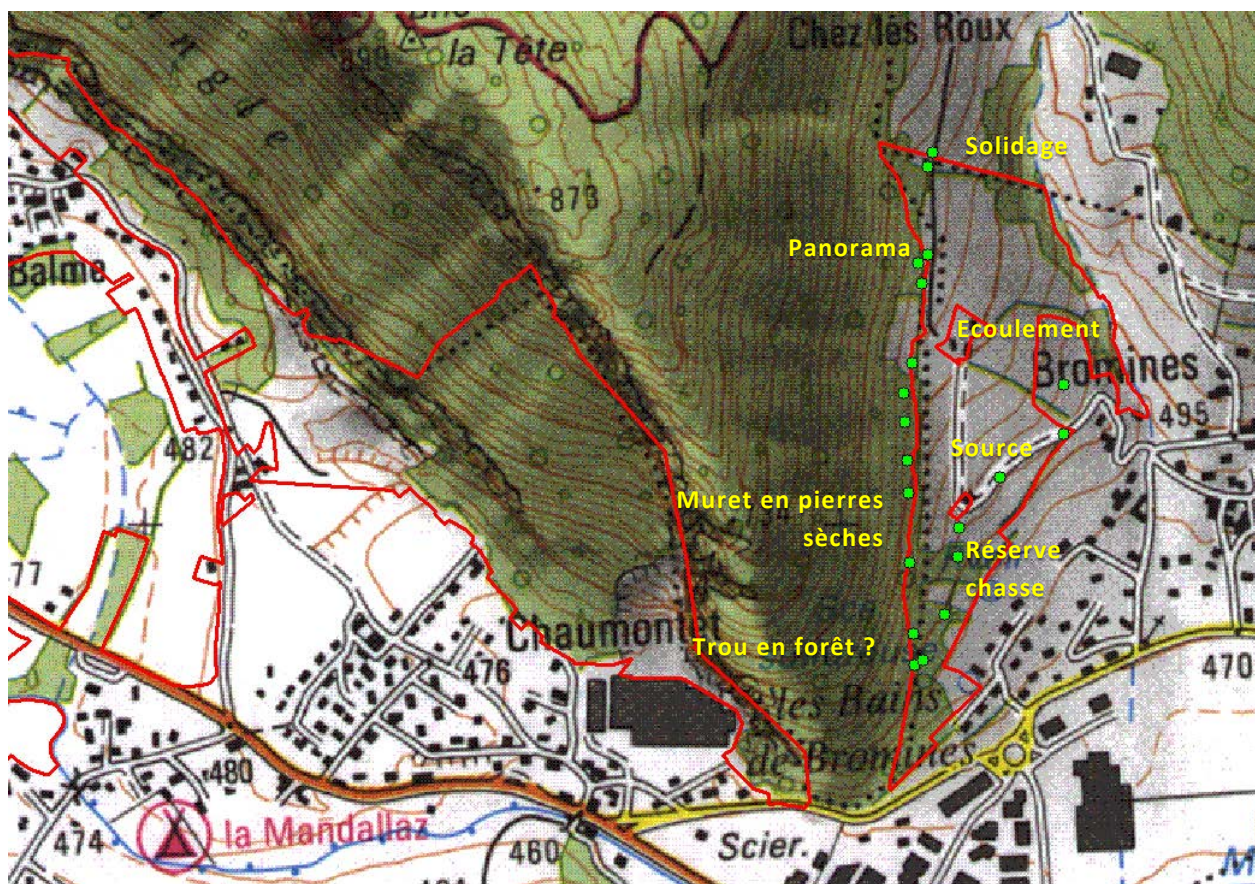 la Tête
890
Chez les Roux
n g l e
Solidage
873
Balme
Panorama
Ecoulement
Bromines
495
482
Source
Muret en pierres
sèches
Réserve
chasse
77
Chaumontet
Trou en forêt ?
476
470
les Bains
de Bromines
480
474
la Mandallaz
460
Scier.
M